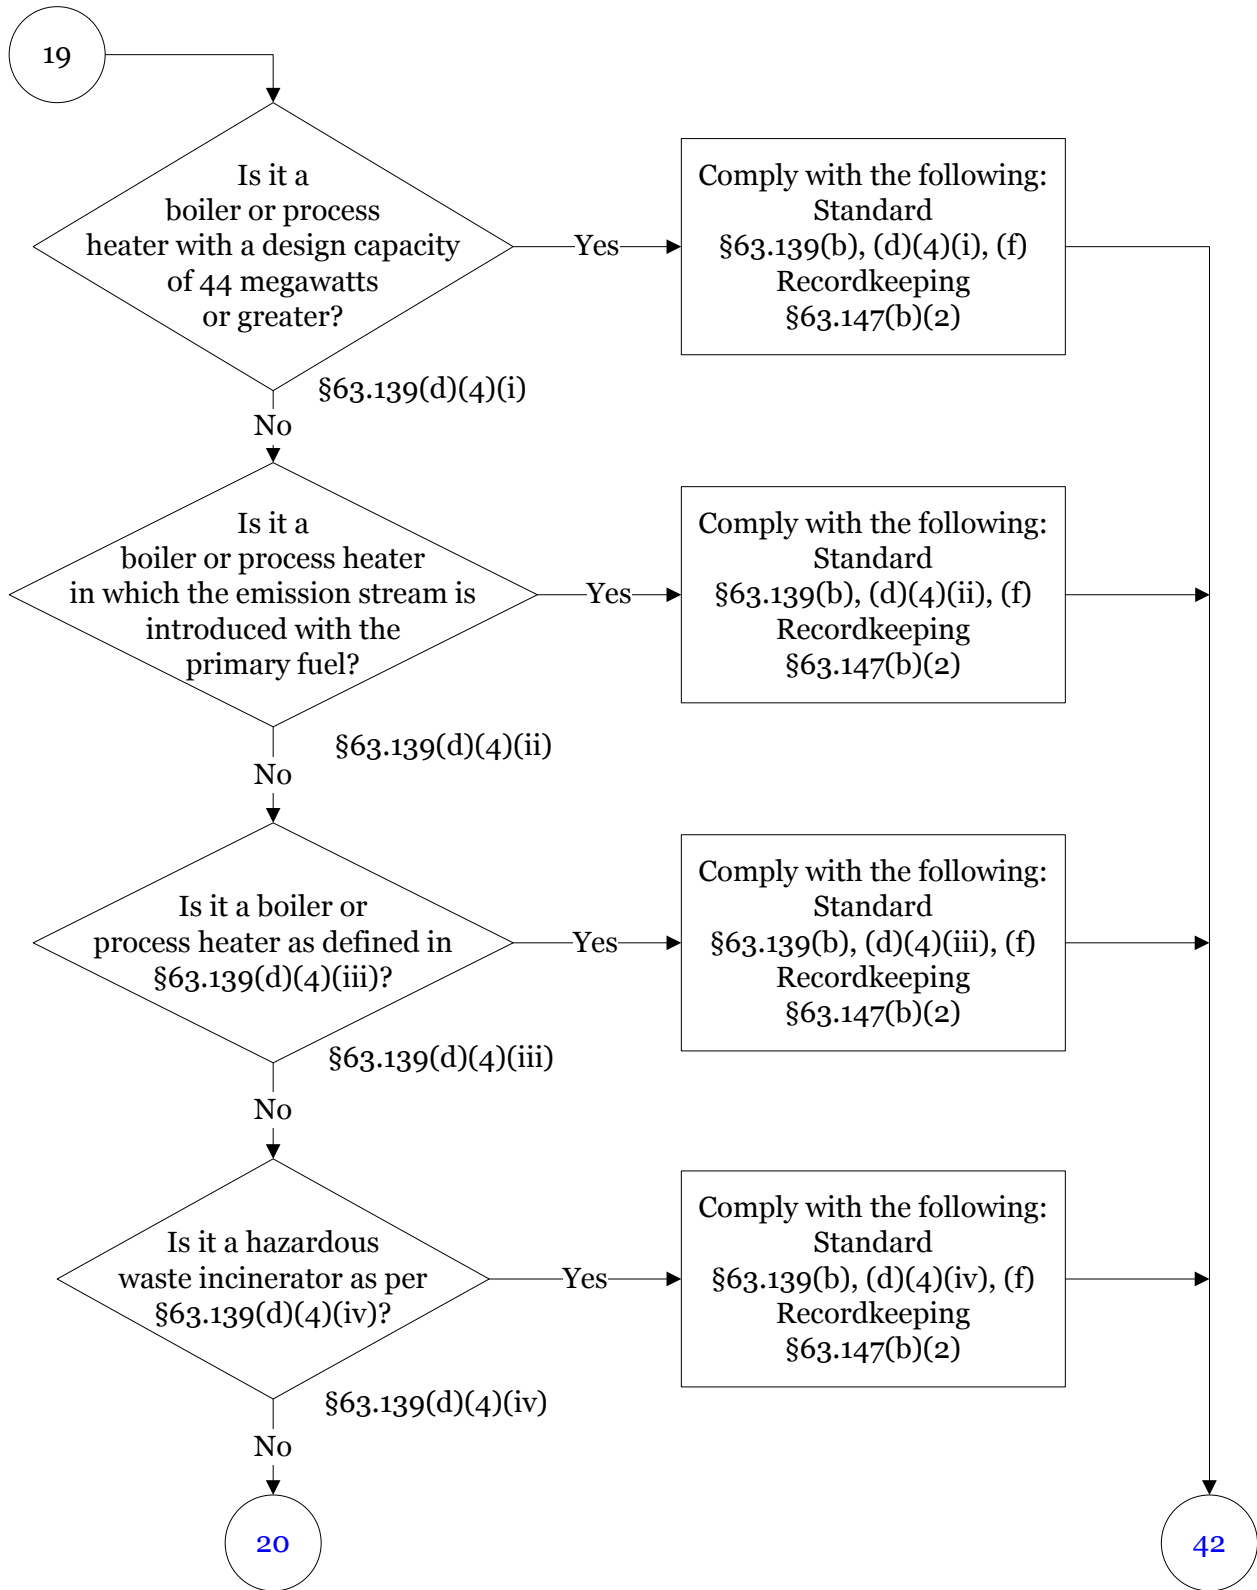 19
Is it a
boiler or process
heater with a design capacity
of 44 megawatts
or greater?
Yes
Comply with the following:
Standard
§63.139(b), (d)(4)(i), (f)
Recordkeeping
§63.147(b)(2)
§63.139(d)(4)(i)
No
Is it a
boiler or process heater
in which the emission stream is
introduced with the
primary fuel?
Yes
Comply with the following:
Standard
§63.139(b), (d)(4)(ii), (f)
Recordkeeping
§63.147(b)(2)
§63.139(d)(4)(ii)
No
Is it a boiler or
process heater as defined in
§63.139(d)(4)(iii)?
Yes
Comply with the following:
Standard
§63.139(b), (d)(4)(iii), (f)
Recordkeeping
§63.147(b)(2)
§63.139(d)(4)(iii)
No
Is it a hazardous
waste incinerator as per
§63.139(d)(4)(iv)?
Yes
Comply with the following:
Standard
§63.139(b), (d)(4)(iv), (f)
Recordkeeping
§63.147(b)(2)
§63.139(d)(4)(iv)
No
20
42